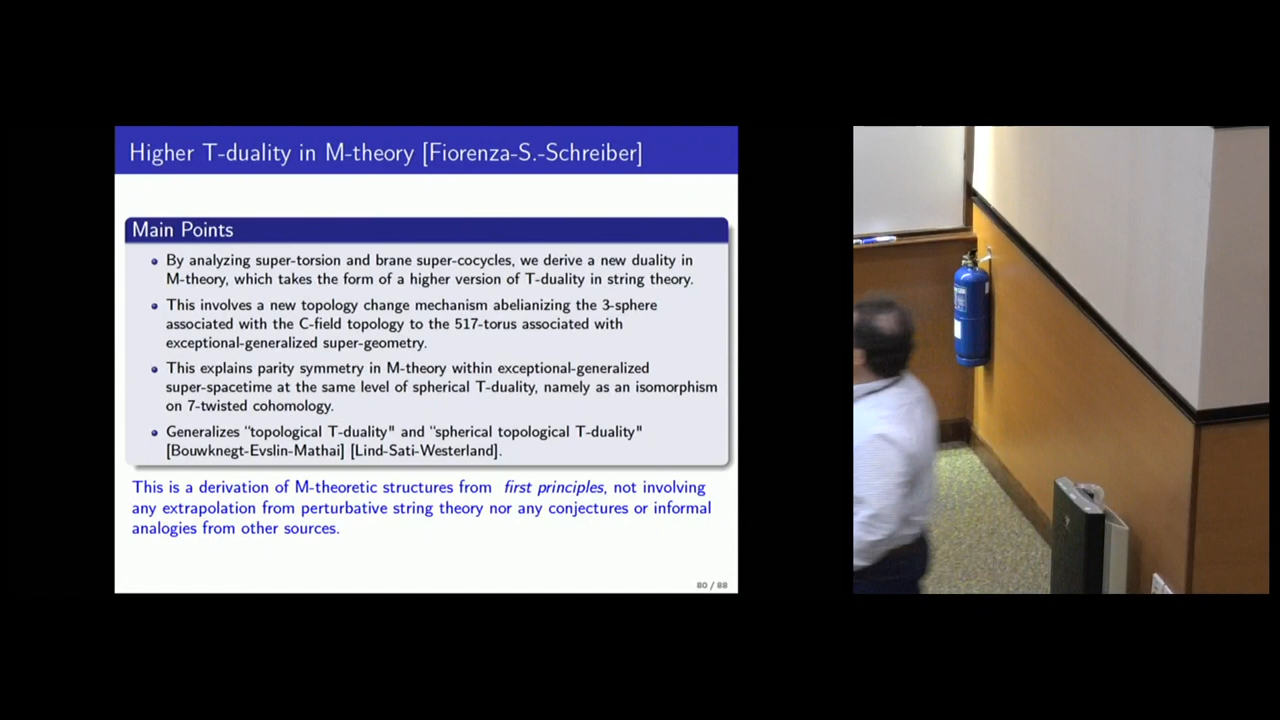 Higher T-duality in M-theory [Fiorenza-S.-Schreiber]
Main Points
By analyzing super-torsion and brane super-cocycles, we derive a new duality in
M-theory, which takes the form of a higher version of T-duality in string theory.
This involves a new topology change mechanism abelianizing the 3-sphere
associated with the C-field topology to the 517-torus associated with
exceptional-generalized super-geometry.
This explains parity symmetry in M-theory within exceptional-generalized
super-spacetime at the same level of spherical T-duality, namely as an isomorphism
on 7-twisted cohomology.
Generalizes "topological T-duality" and "spherical topological T-duality"
[Bouwknegt-Evslin-Mathai] [Lind-Sati-Westerland].
This is a derivation of M-theoretic structures from first principles, not involving
any extrapolation from perturbative string theory nor any conjectures or informal
analogies from other sources.
80 / 88